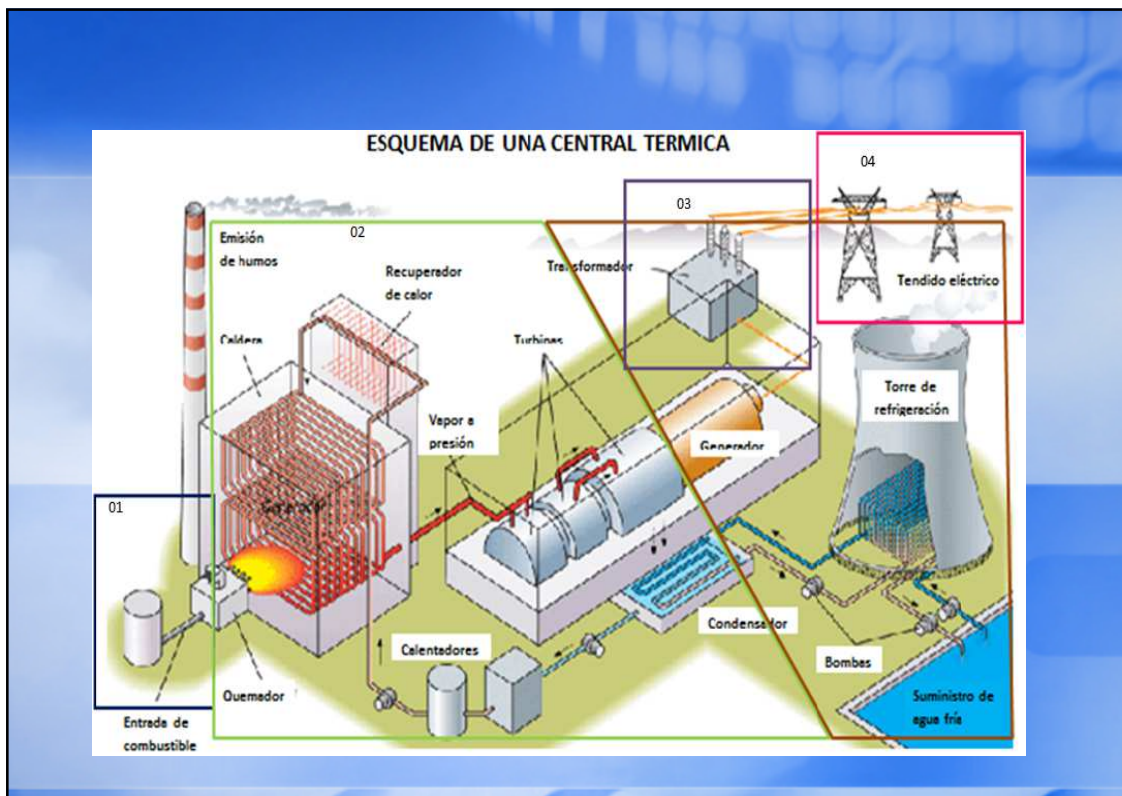 ESQUEMA DE UNA CENTRAL TERMICA
04
03
02
Emisión
de humos
Recuperador
de calor
Transformador
Tendido eléctrico
Caldera
Turbinas
Torre de
refrigeración
Vapor a
presión
Generador
01
Condensador
Calentadores
Bombas
Quemador
Suministro de
agua fría
Entrada de
combustible